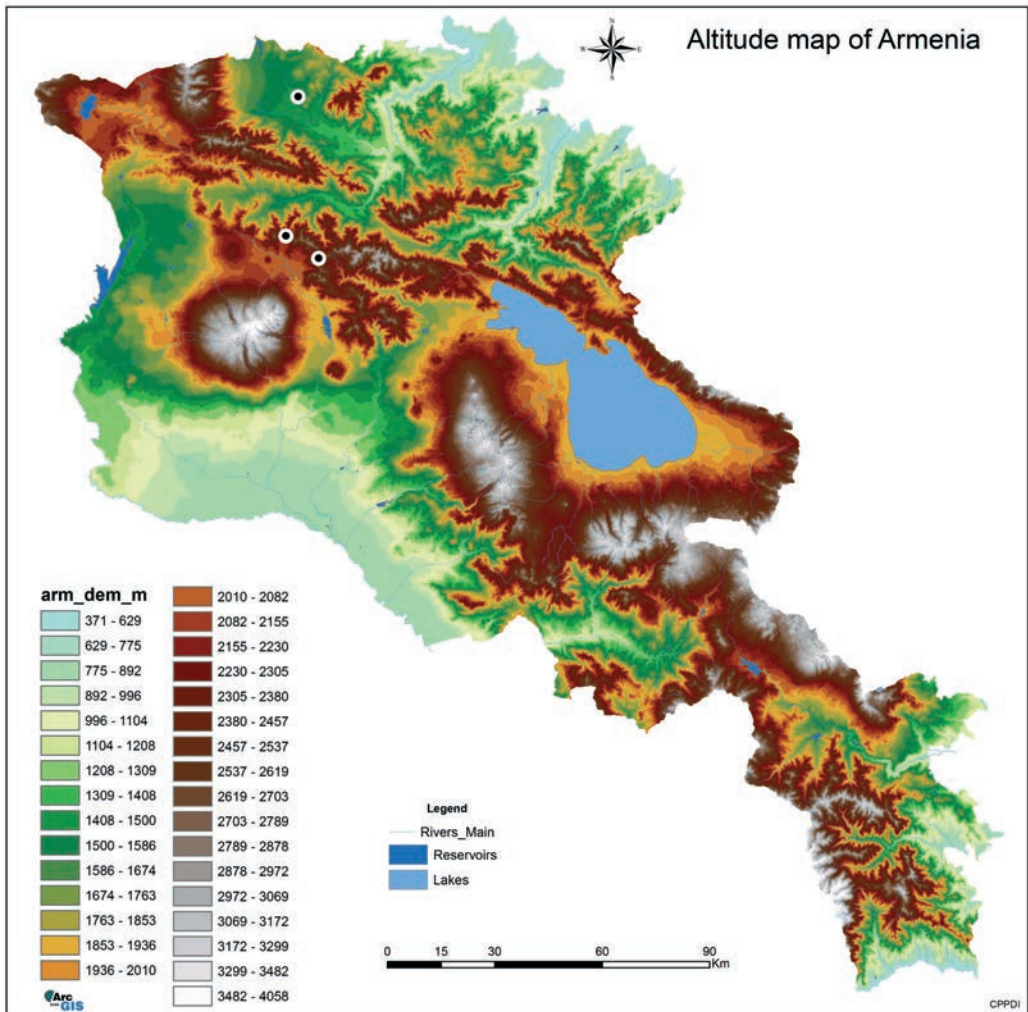 Altitude map of Armenia
N
W E
S
arm_dem_m
371 - 629
629 - 775
775 - 892
892 - 996
996 - 1104
1104 - 1208
1208 - 1309
1309 - 1408
1408 - 1500
1500 - 1586
1586 - 1674
1674 - 1763
1763 - 1853
1853 - 1936
1936 - 2010
2010 - 2082
2082 - 2155
2155 - 2230
2230 - 2305
2305 - 2380
2380 - 2457
2457 - 2537
2537 - 2619
2619 - 2703
2703 - 2789
2789 - 2878
2878 - 2972
2972 - 3069
3069 - 3172
3172 - 3299
3299 - 3482
3482 - 4058
Legend
Rivers_Main
Reservoirs
Lakes
0 15 30 60 90
Km
Arc
GIS
CPPDI